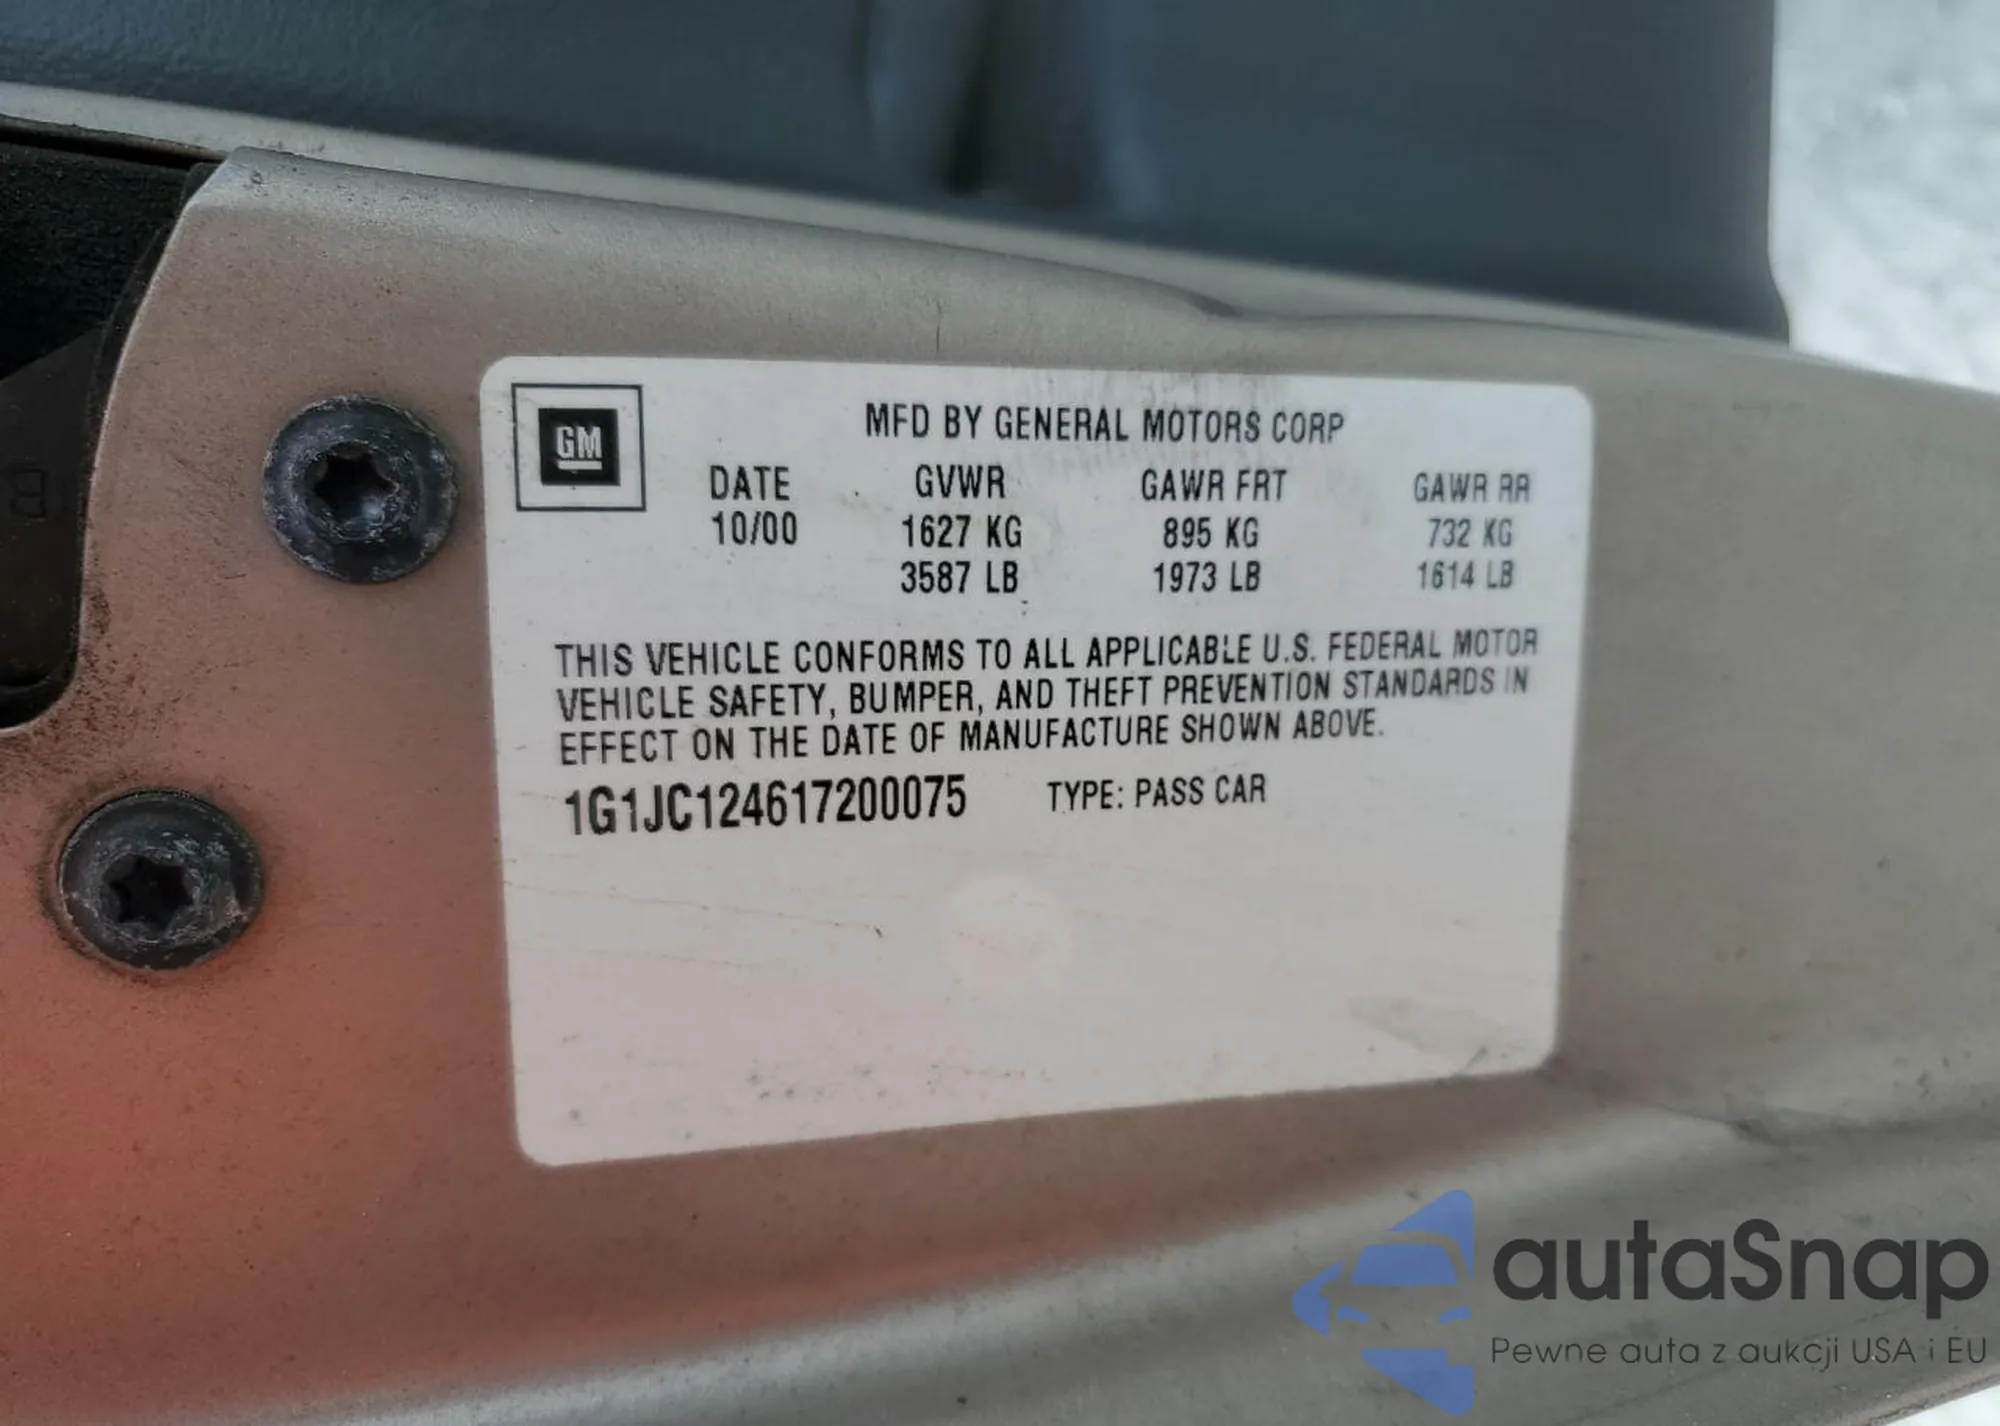 GM
MFD BY GENERAL MOTORS CORP
DATE GVWR GAWR FRT GAWR RR
10/00 1627 KG 895 KG 732 KG
3587 LB 1973 LB 1614 LB
THIS VEHICLE CONFORMS TO ALL APPLICABLE U.S. FEDERAL MOTOR
VEHICLE SAFETY, BUMPER, AND THEFT PREVENTION STANDARDS IN
EFFECT ON THE DATE OF MANUFACTURE SHOWN ABOVE.
1G1JC124617200075 TYPE: PASS CAR
autaSnap
Pewne auta z aukcji USA i EU